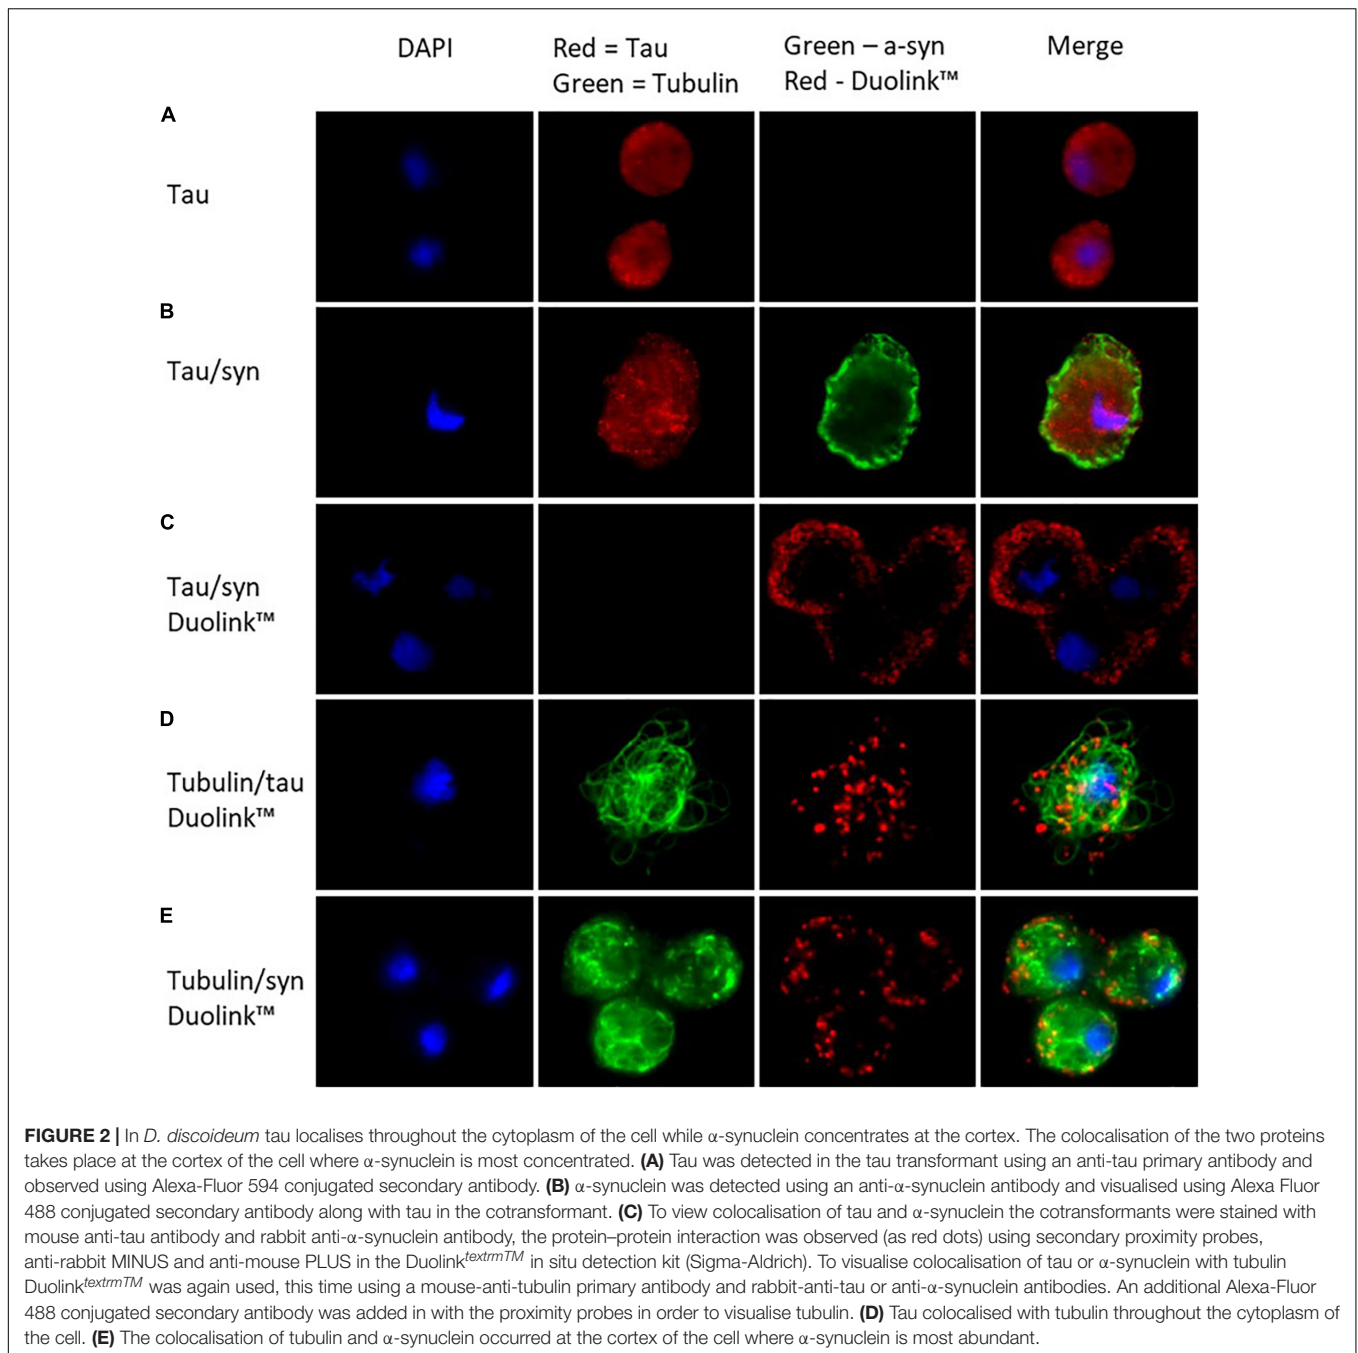 DAPI
Red = Tau
Green = Tubulin
Green – a-syn
Red - Duolink™
Merge
A
Tau
B
Tau/syn
C
Tau/syn
Duolink™
D
Tubulin/tau
Duolink™
E
Tubulin/syn
Duolink™
FIGURE 2 | In D. discoideum tau localises throughout the cytoplasm of the cell while α-synuclein concentrates at the cortex. The colocalisation of the two proteins
takes place at the cortex of the cell where α-synuclein is most concentrated. (A) Tau was detected in the tau transformant using an anti-tau primary antibody and
observed using Alexa-Fluor 594 conjugated secondary antibody. (B) α-synuclein was detected using an anti-α-synuclein antibody and visualised using Alexa Fluor
488 conjugated secondary antibody along with tau in the cotransformant. (C) To view colocalisation of tau and α-synuclein the cotransformants were stained with
mouse anti-tau antibody and rabbit anti-α-synuclein antibody, the protein–protein interaction was observed (as red dots) using secondary proximity probes,
anti-rabbit MINUS and anti-mouse PLUS in the Duolinktextrm™ in situ detection kit (Sigma-Aldrich). To visualise colocalisation of tau or α-synuclein with tubulin
Duolinktextrm™ was again used, this time using a mouse-anti-tubulin primary antibody and rabbit-anti-tau or anti-α-synuclein antibodies. An additional Alexa-Fluor
488 conjugated secondary antibody was added in with the proximity probes in order to visualise tubulin. (D) Tau colocalised with tubulin throughout the cytoplasm of
the cell. (E) The colocalisation of tubulin and α-synuclein occurred at the cortex of the cell where α-synuclein is most abundant.